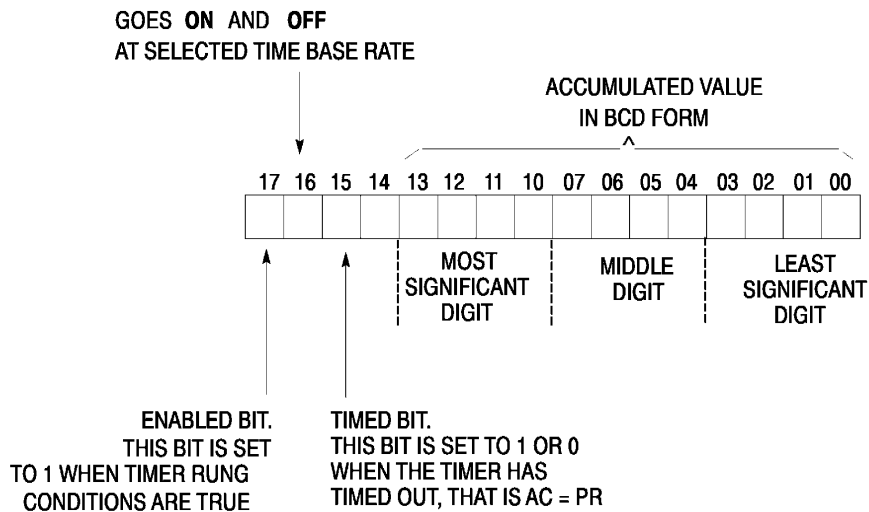 GOES ON AND OFF
AT SELECTED TIME BASE RATE
ACCUMULATED VALUE
IN BCD FORM
17 16 15 14 13 12 11 10 07 06 05 04 03 02 01 00
MOST
SIGNIFICANT
DIGIT
MIDDLE
DIGIT
LEAST
SIGNIFICANT
DIGIT
ENABLED BIT.
THIS BIT IS SET
TO 1 WHEN TIMER RUNG
CONDITIONS ARE TRUE
TIMED BIT.
THIS BIT IS SET TO 1 OR 0
WHEN THE TIMER HAS
TIMED OUT, THAT IS AC = PR